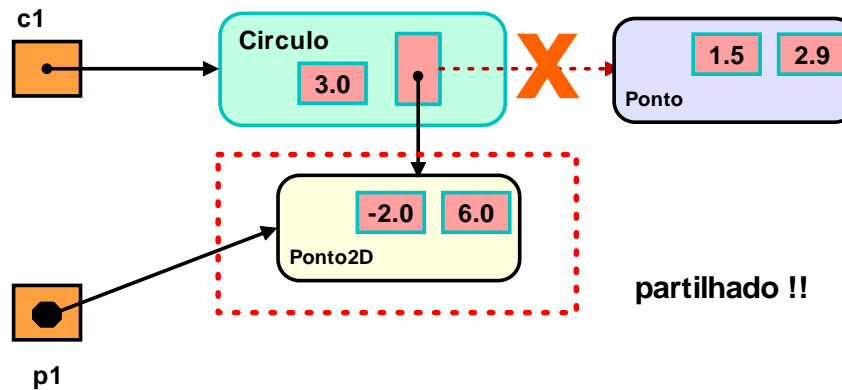 c1
Circulo
3.0
1.5 2.9
Ponto
X
-2.0 6.0
Ponto2D
partilhado !!
p1